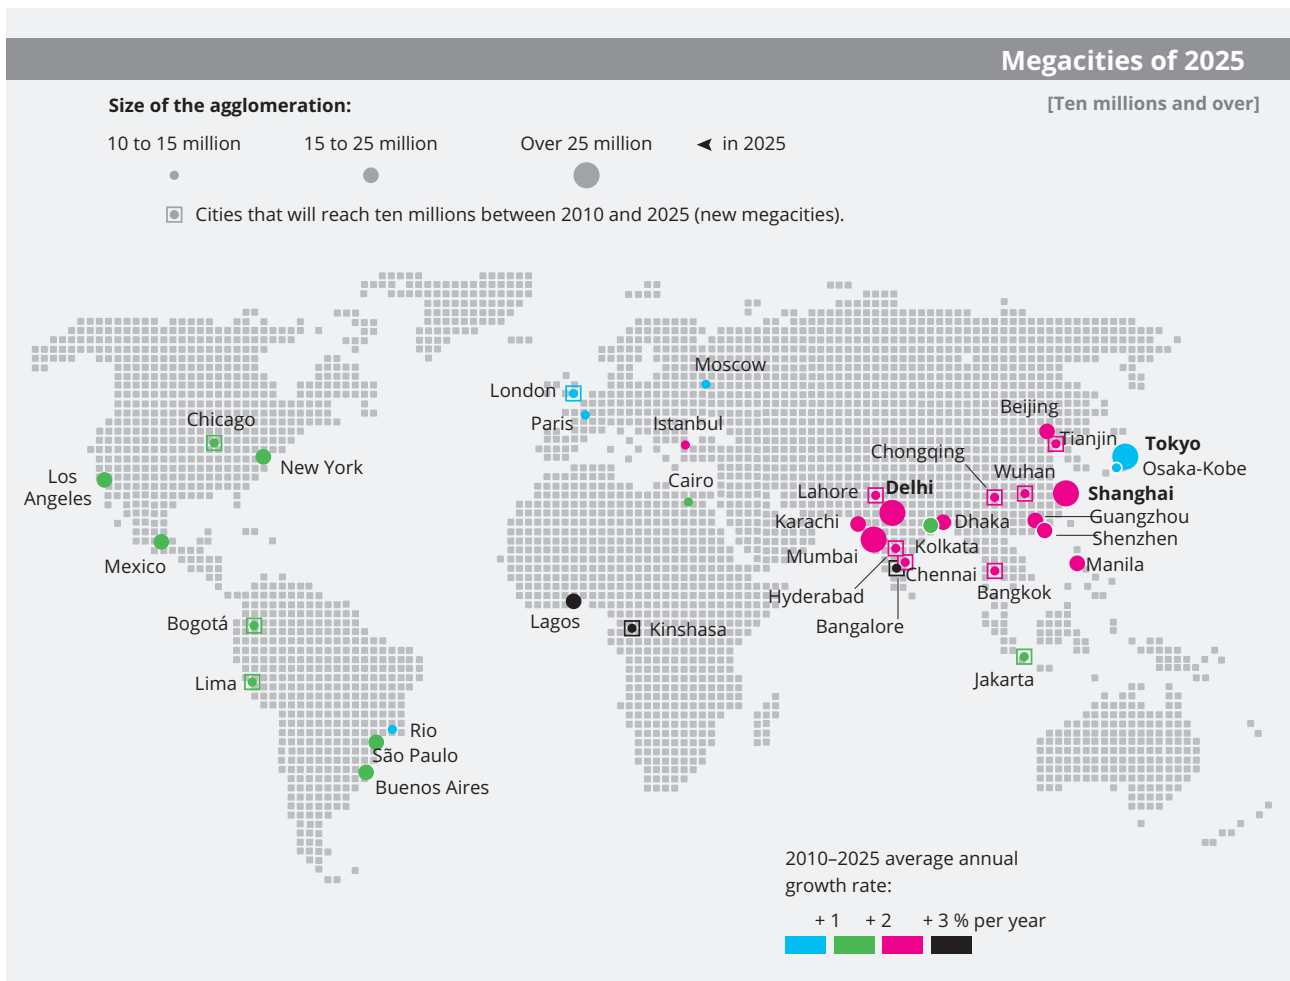 Megacities of 2025
Size of the agglomeration:
[Ten millions and over]
10 to 15 million
15 to 25 million
Over 25 million
in 2025
Cities that will reach ten millions between 2010 and 2025 (new megacities).
Moscow
London
Paris
Istanbul
Beijing
Chicago
Tianjin
Tokyo
New York
Chongqing
Osaka-Kobe
Los
Angeles
Cairo
Wuhan
Lahore
Delhi
Shanghai
Karachi
Dhaka
Guangzhou
Shenzhen
Mexico
Mumbai
Kolkata
Manila
Chennai
Hyderabad
Bangkok
Bogotá
Lagos
Kinshasa
Bangalore
Lima
Jakarta
Rio
São Paulo
Buenos Aires
2010–2025 average annual
growth rate:
+ 1 + 2 + 3 % per year